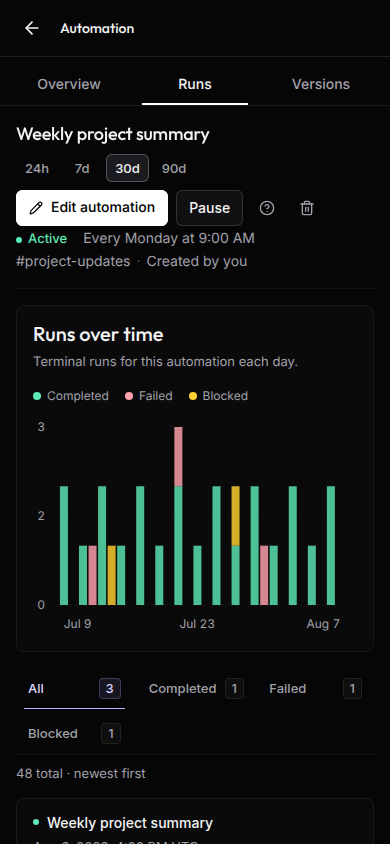 Automation
Overview Runs Versions
Weekly project summary
24h 7d 30d 90d
Edit automation Pause
Active Every Monday at 9:00 AM
#project-updates · Created by you
Runs over time
Terminal runs for this automation each day.
Completed Failed Blocked
3
2
0
Jul 9 Jul 23 Aug 7
All 3 Completed 1 Failed 1
Blocked 1
48 total · newest first
Weekly project summary